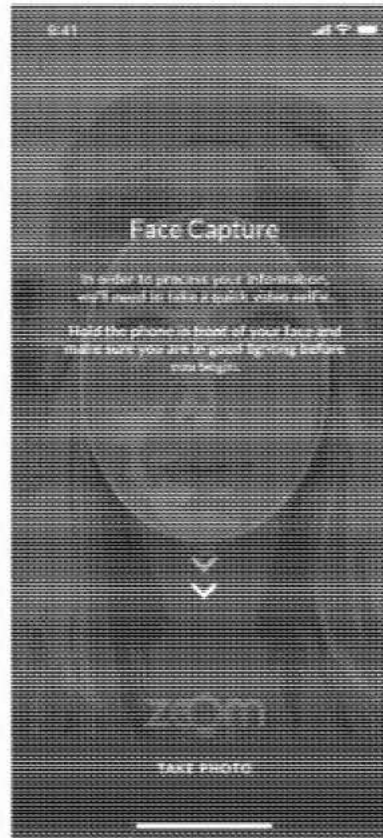 9:41
Face Capture
In order to process your information,
we'll need to take a quick video selfie.
Hold the phone in front of your face and
make sure you are in good lighting before
you begin.
zoom
TAKE PHOTO